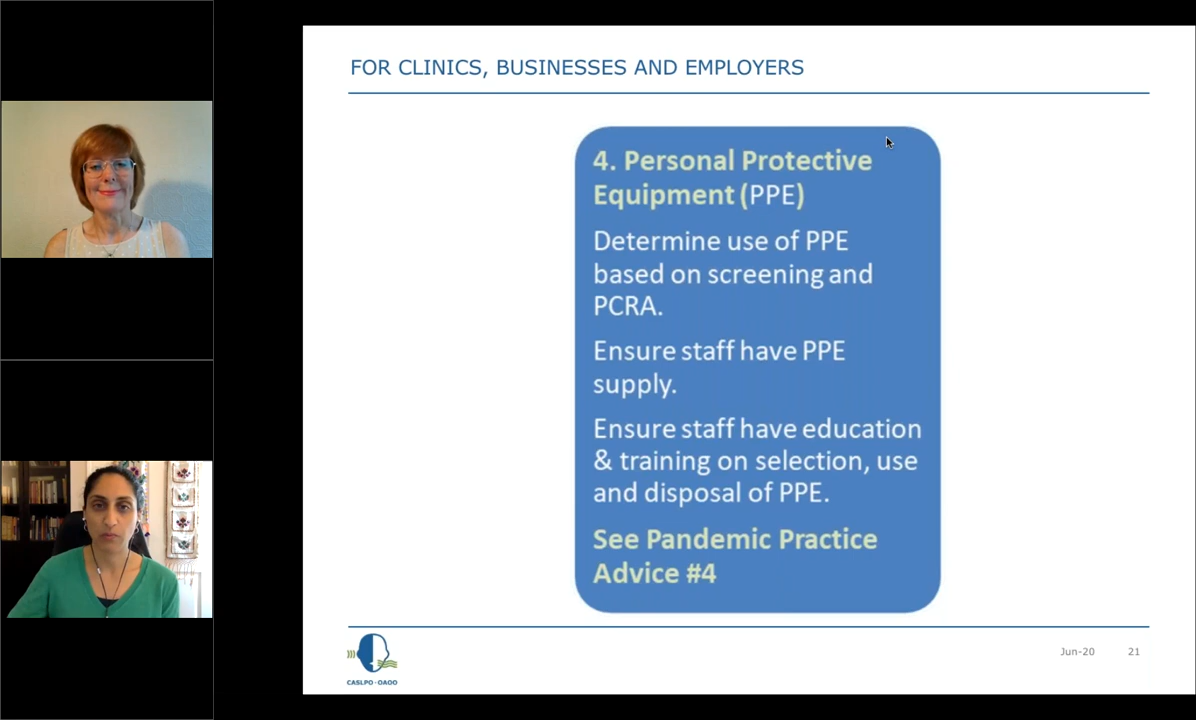 FOR CLINICS, BUSINESSES AND EMPLOYERS
4. Personal Protective
Equipment (PPE)
Determine use of PPE
based on screening and
PCRA.
Ensure staff have PPE
supply.
Ensure staff have education
& training on selection, use
and disposal of PPE.
See Pandemic Practice
Advice #4
CASLPO • OAOO
Jun-20 21